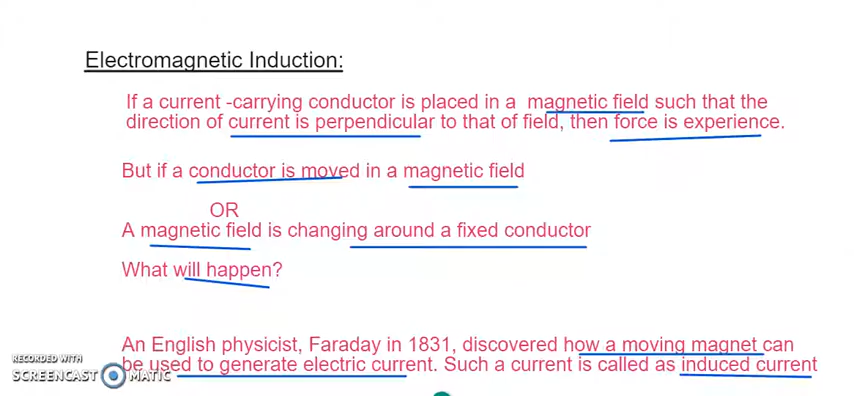 Electromagnetic Induction:
If a current -carrying conductor is placed in a magnetic field such that the
direction of current is perpendicular to that of field, then force is experience.
But if a conductor is moved in a magnetic field
OR
A magnetic field is changing around a fixed conductor
What will happen?
An English physicist, Faraday in 1831, discovered how a moving magnet can
be used to generate electric current. Such a current is called as induced current
RECORDED WITH
SCREENCAST MATIC